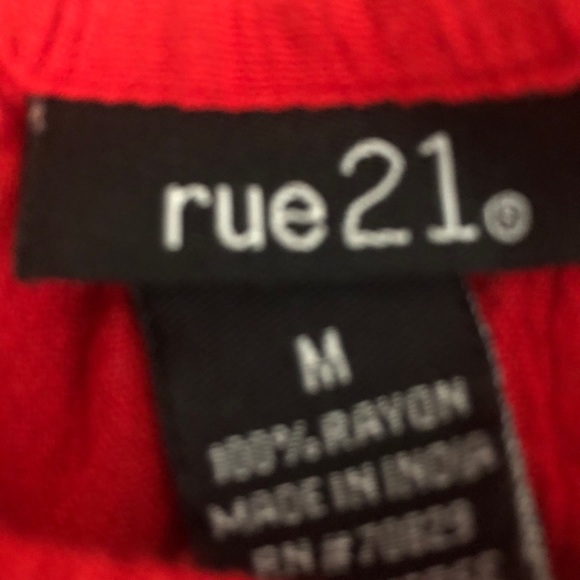 rue21®
M
100% RAYON
MADE IN INDIA
RN #70829